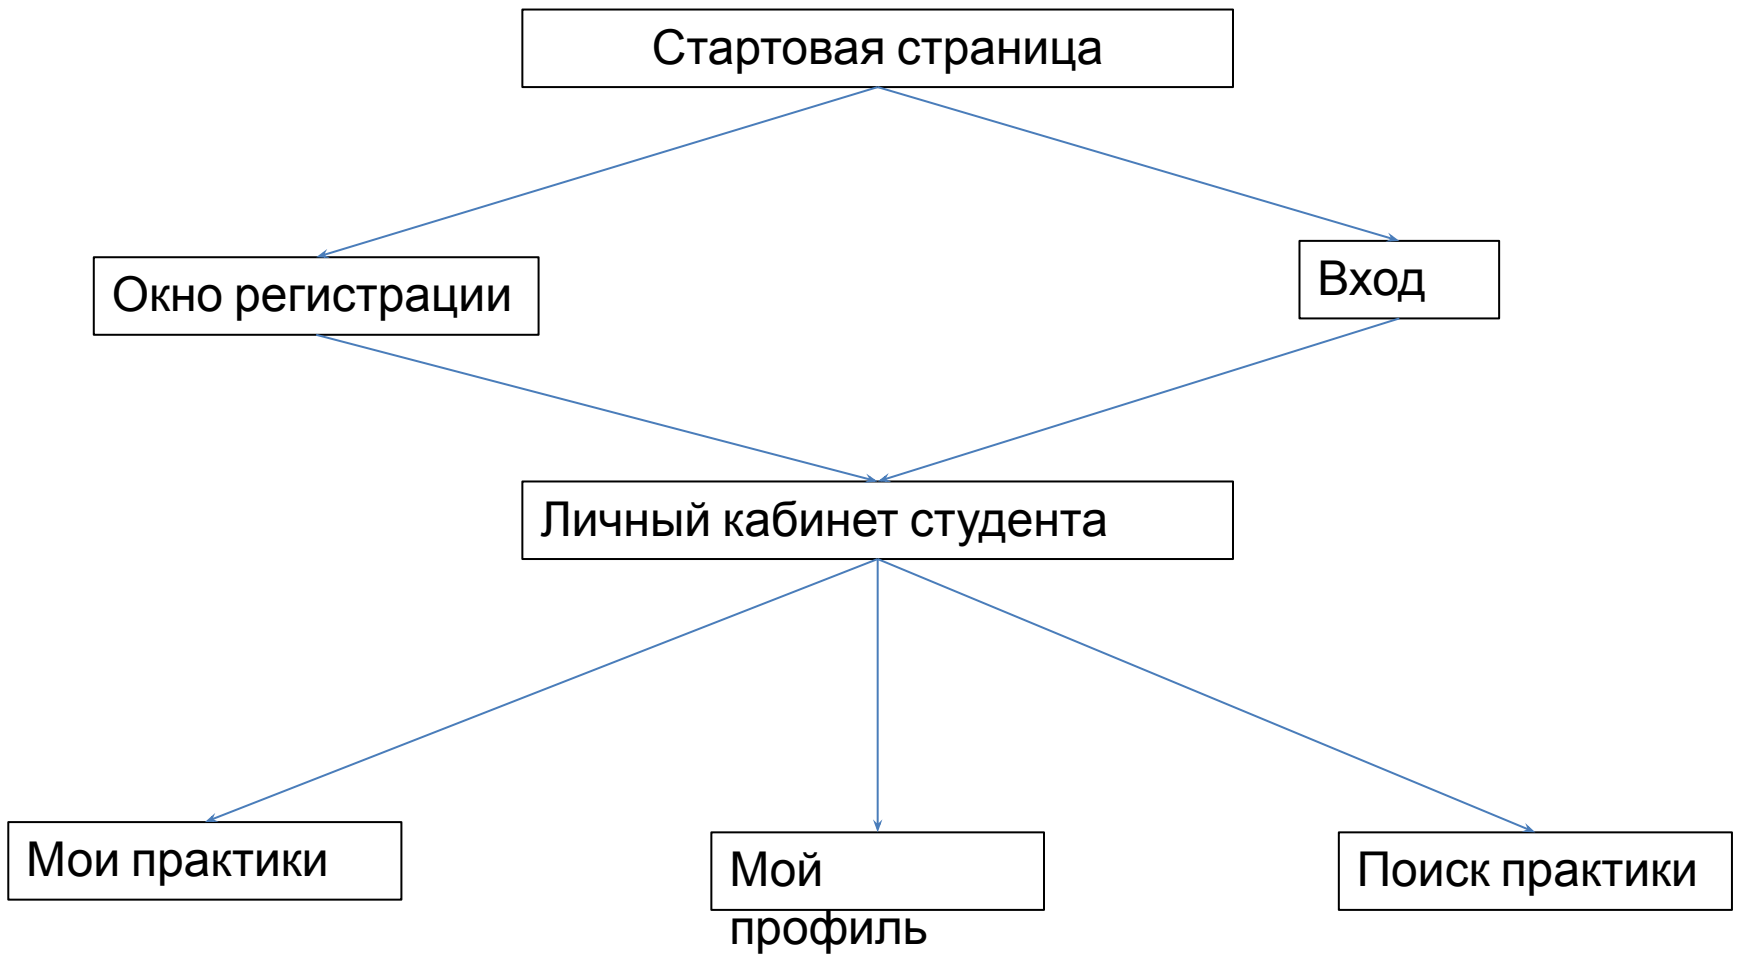 Стартовая страница
Окно регистрации
Вход
Личный кабинет студента
Мои практики
Мой
профиль
Поиск практики